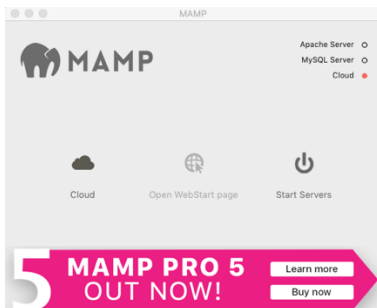 MAMP
Apache Server
MySQL Server
Cloud
MAMP
Cloud
Open WebStart page
Start Servers
5
MAMP PRO 5
OUT NOW!
Learn more
Buy now